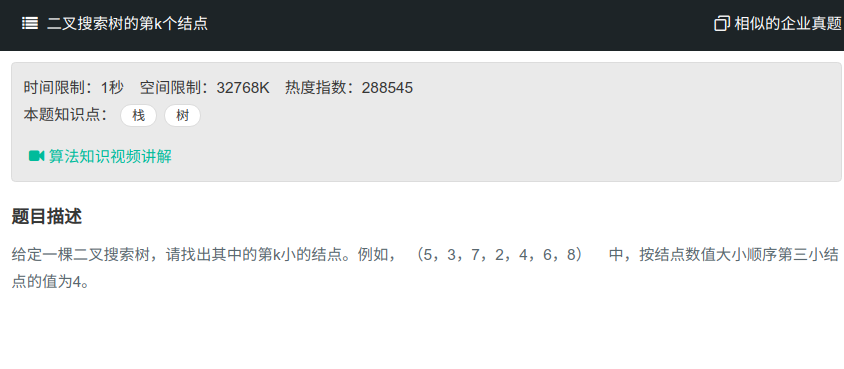 二叉搜索树的第k个结点 相似的企业真题
时间限制：1秒 空间限制：32768K 热度指数：288545
本题知识点： 栈 树
算法知识视频讲解
题目描述
给定一棵二叉搜索树，请找出其中的第k小的结点。例如， （5，3，7，2，4，6，8） 中，按结点数值大小顺序第三小结
点的值为4。